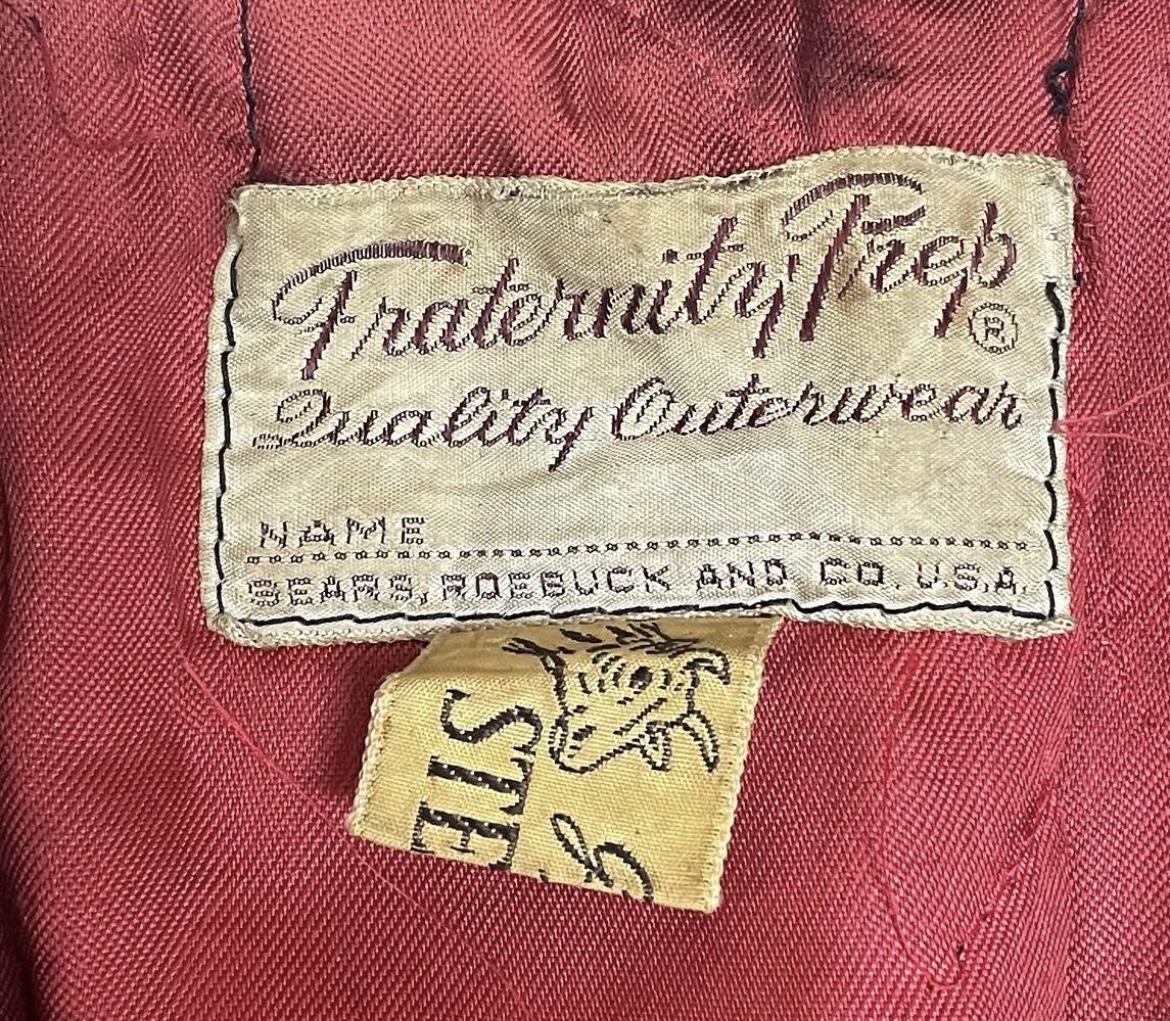 Fraternity Prep ®
Quality Outerwear
NAME
SEARS, ROEBUCK AND CO. U.S.A.
STE